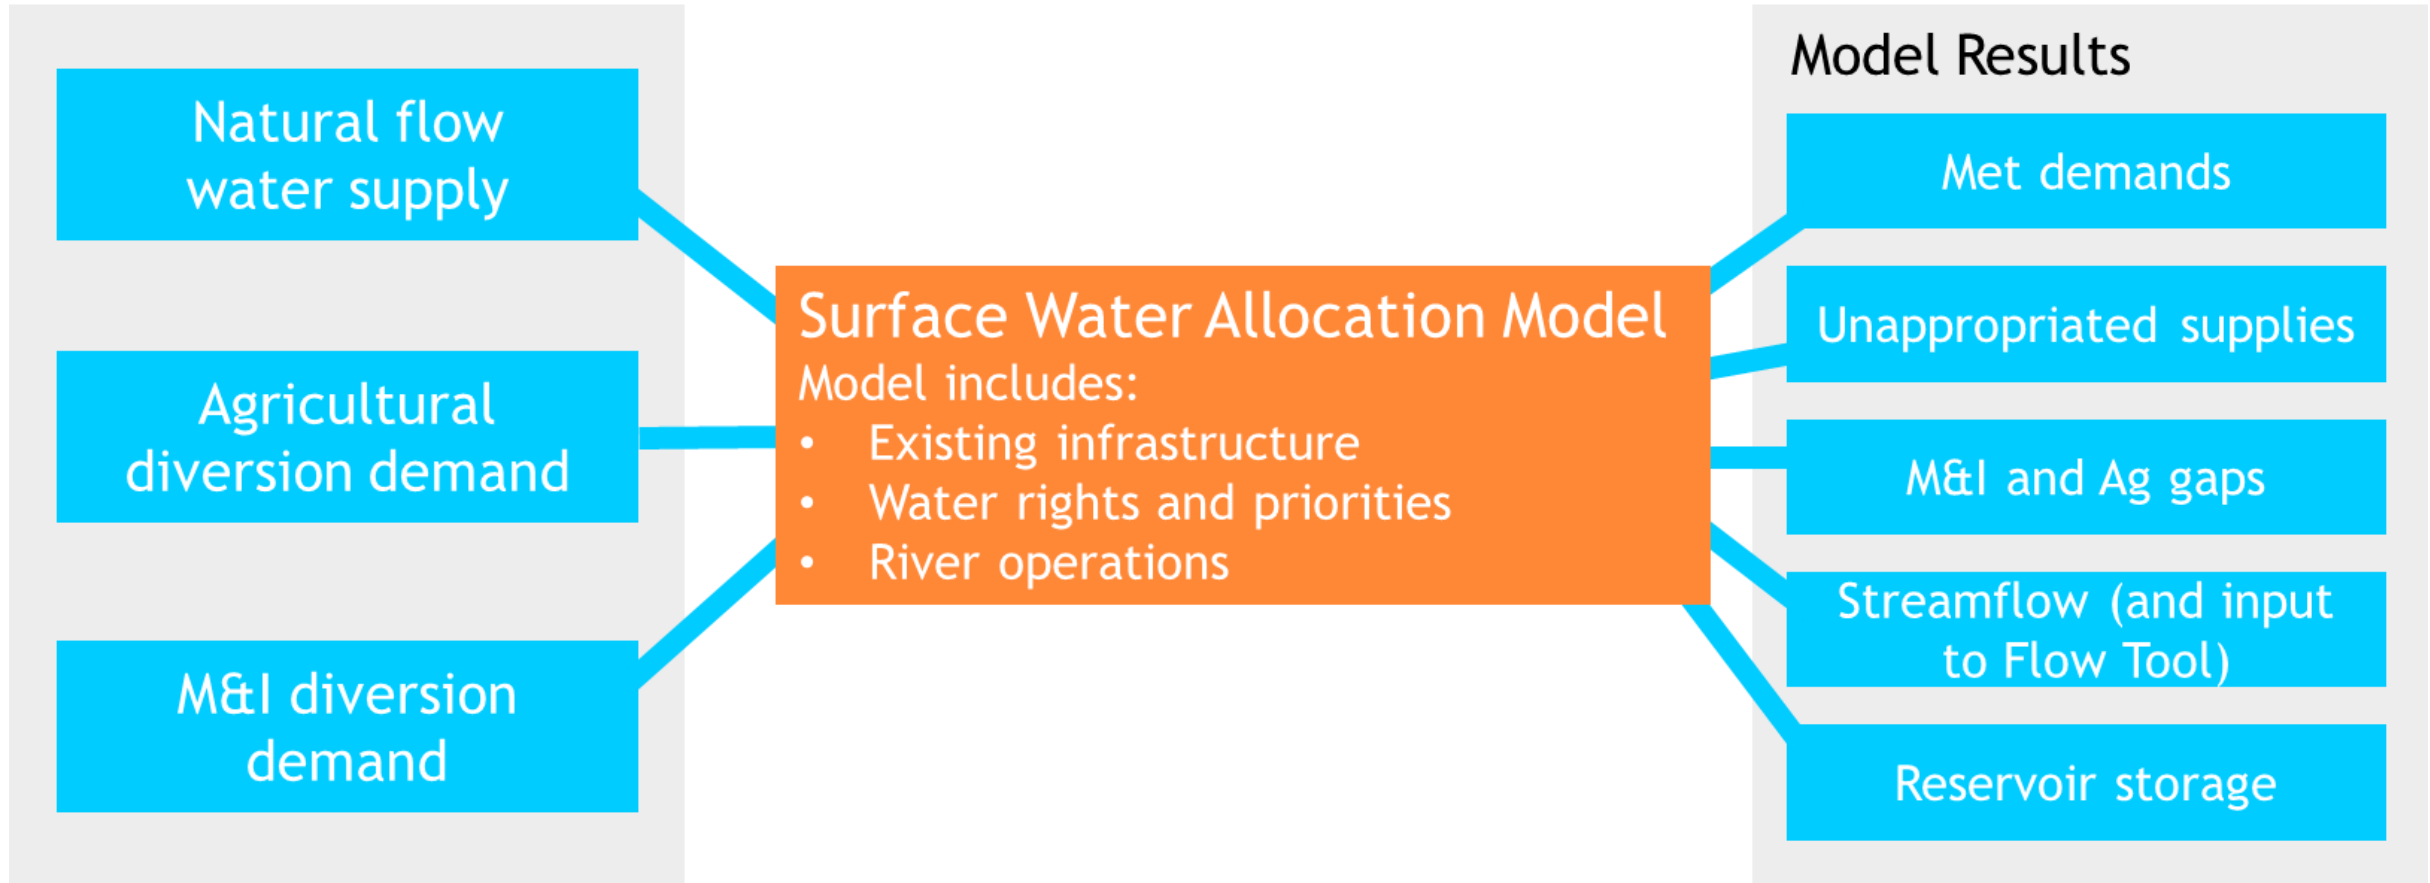 Natural flow
water supply
Agricultural
diversion demand
M&I diversion
demand
Surface Water Allocation Model
Model includes:
• Existing infrastructure
• Water rights and priorities
• River operations
Model Results
Met demands
Unappropriated supplies
M&I and Ag gaps
Streamflow (and input
to Flow Tool)
Reservoir storage